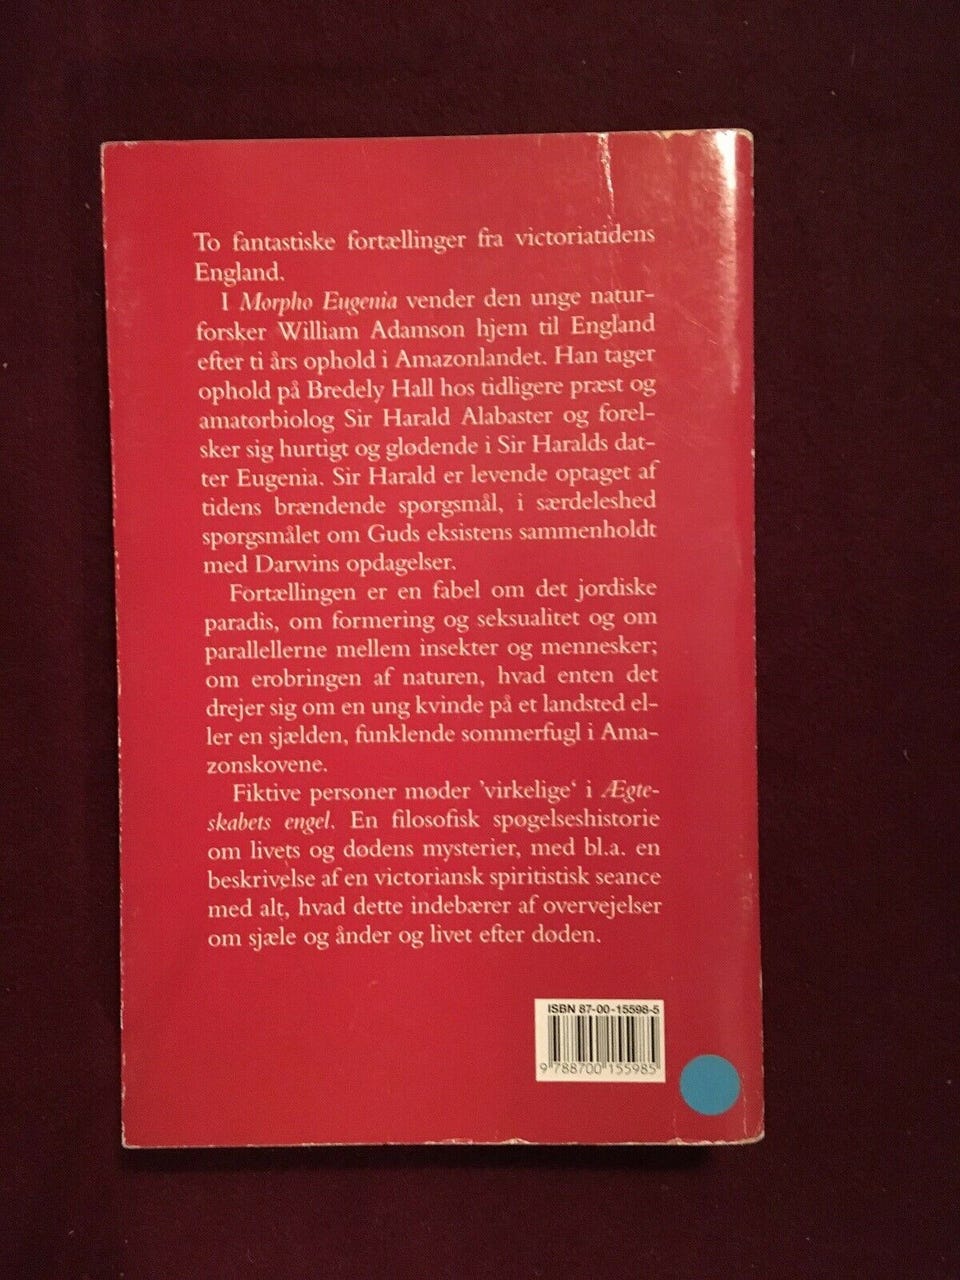 To fantastiske fortællinger fra victoriatidens
England.
I Morpho Eugenia vender den unge natur-
forsker William Adamson hjem til England
efter ti års ophold i Amazonlandet. Han tager
ophold på Bredely Hall hos tidligere præst og
amatørbiolog Sir Harald Alabaster og forel-
sker sig hurtigt og glødende i Sir Haralds dat-
ter Eugenia. Sir Harald er levende optaget af
tidens brændende spørgsmål, i særdeleshed
spørgsmålet om Guds eksistens sammenholdt
med Darwins opdagelser.
Fortællingen er en fabel om det jordiske
paradis, om formering og seksualitet og om
parallellerne mellem insekter og mennesker;
om erobringen af naturen, hvad enten det
drejer sig om en ung kvinde på et landsted el-
ler en sjælden, funklende sommerfugl i Ama-
zonskovene.
Fiktive personer møder ’virkelige‘ i Ægte-
skabets engel. En filosofisk spøgelseshistorie
om livets og dødens mysterier, med bl.a. en
beskrivelse af en victoriansk spiritistisk seance
med alt, hvad dette indebærer af overvejelser
om sjæle og ånder og livet efter døden.
ISBN 87-00-15598-5
9 788700 155985